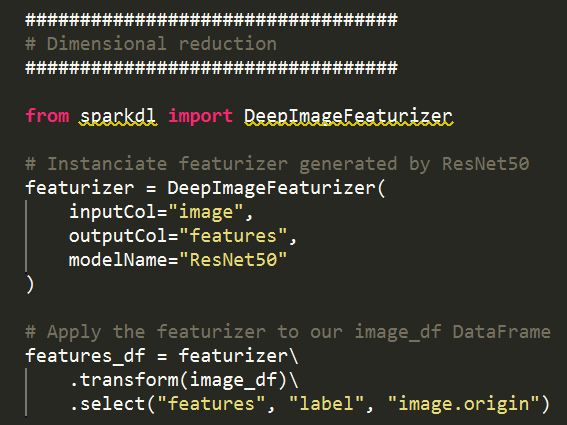 ##################################
# Dimensional reduction
##################################
from sparkdl import DeepImageFeaturizer
# Instanciate featurizer generated by ResNet50
featurizer = DeepImageFeaturizer(
    inputCol="image",
    outputCol="features",
    modelName="ResNet50"
)
# Apply the featurizer to our image_df DataFrame
features_df = featurizer\
    .transform(image_df)\
    .select("features", "label", "image.origin")